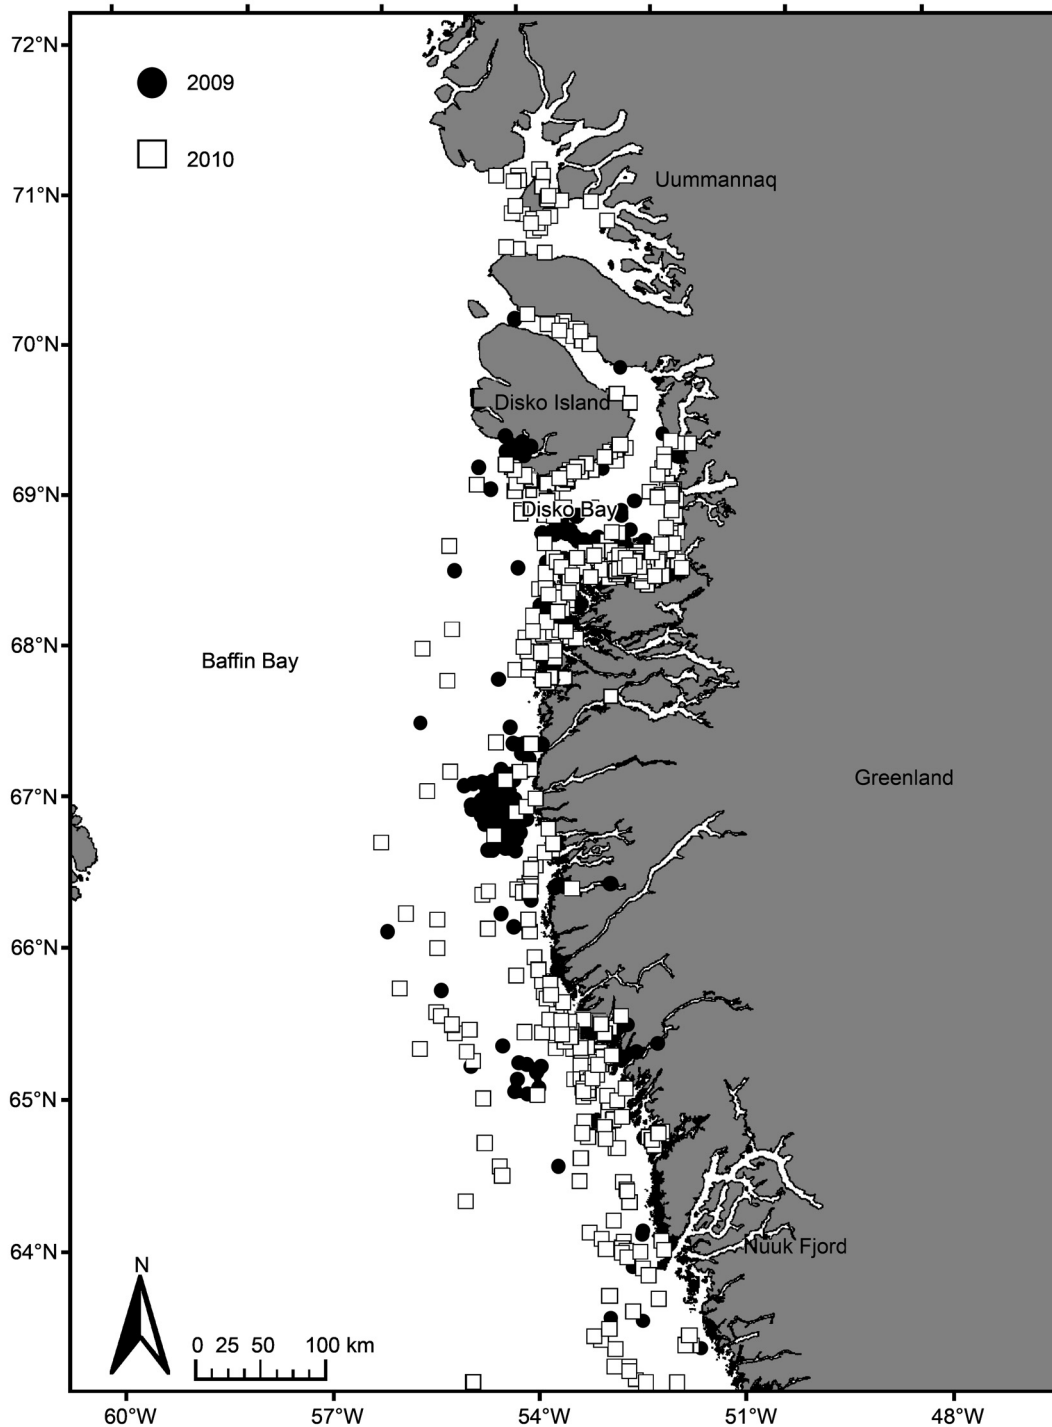 72°N
2009
2010
Uummannaq
71°N
70°N
Disko Island
69°N
Disko Bay
68°N
Baffin Bay
Greenland
67°N
66°N
65°N
Nuuk Fjord
64°N
N
0 25 50 100 km
60°W 57°W 54°W 51°W 48°W